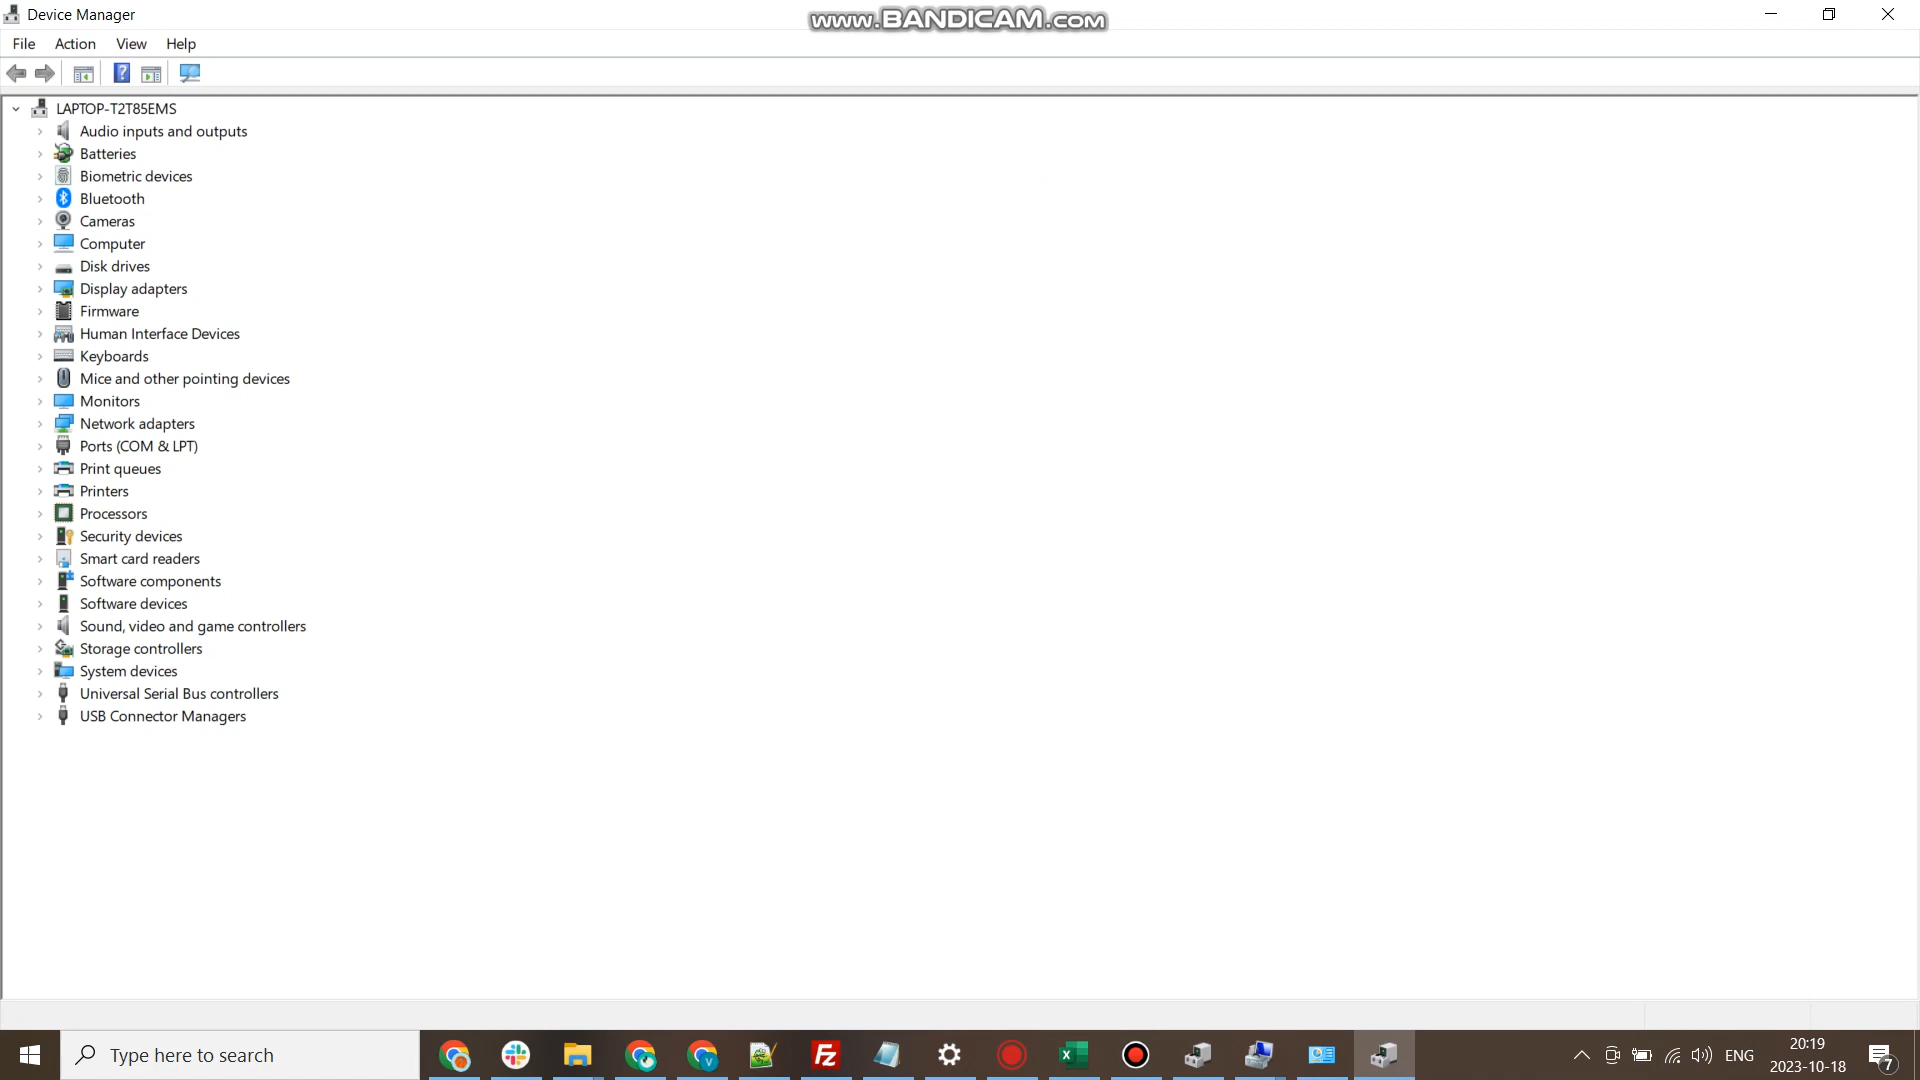 Device Manager
www.BANDICAM.com
File Action View Help
LAPTOP-T2T85EMS
Audio inputs and outputs
Batteries
Biometric devices
Bluetooth
Cameras
Computer
Disk drives
Display adapters
Firmware
Human Interface Devices
Keyboards
Mice and other pointing devices
Monitors
Network adapters
Ports (COM & LPT)
Print queues
Printers
Processors
Security devices
Smart card readers
Software components
Software devices
Sound, video and game controllers
Storage controllers
System devices
Universal Serial Bus controllers
USB Connector Managers
Type here to search
ENG
20:19
2023-10-18
7